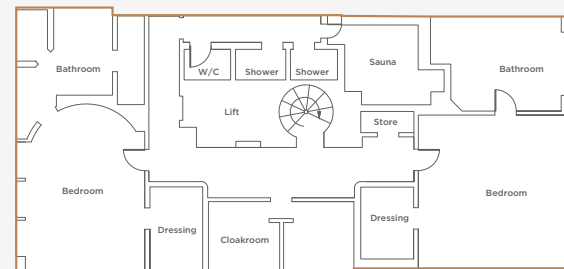 Bathroom
W/C
Shower
Shower
Sauna
Bathroom
Lift
Store
Bedroom
Bedroom
Dressing
Cloakroom
Dressing